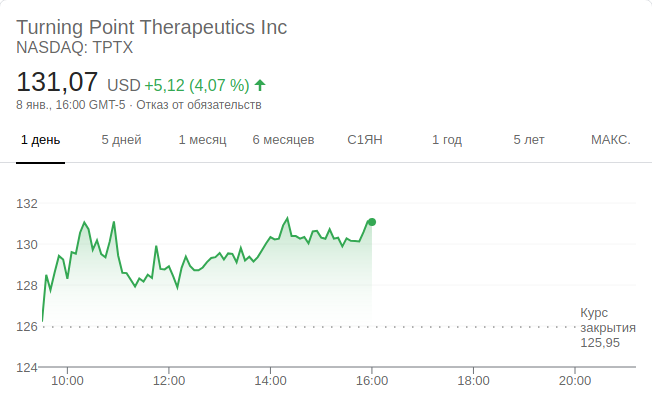 Turning Point Therapeutics Inc
NASDAQ: TPTX
131,07 USD +5,12 (4,07 %)
8 янв., 16:00 GMT-5 · Отказ от обязательств
1 день 5 дней 1 месяц 6 месяцев С1ЯН 1 год 5 лет МАКС.
132
130
128
126
124
Курс
закрытия
125,95
10:00 12:00 14:00 16:00 18:00 20:00